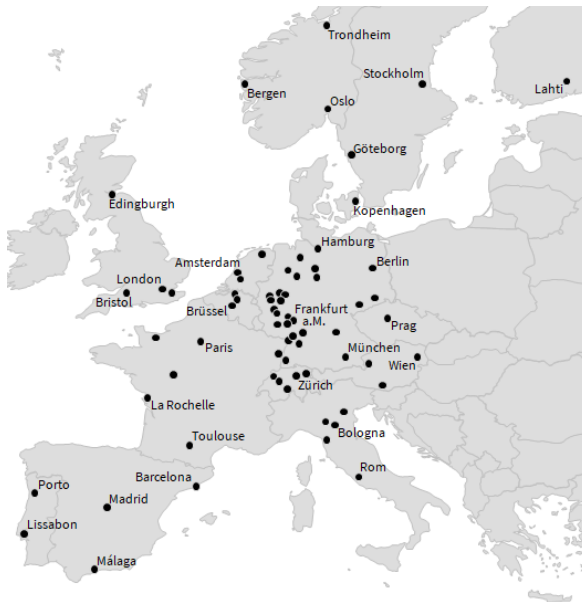 Trondheim
Stockholm
Lahti
Bergen
Oslo
Göteborg
Edingburgh
Kopenhagen
Hamburg
Amsterdam
Berlin
London
Bristol
Brüssel
Frankfurt
a.M.
Prag
Paris
München
Wien
Zürich
La Rochelle
Toulouse
Bologna
Barcelona
Rom
Porto
Madrid
Lissabon
Málaga